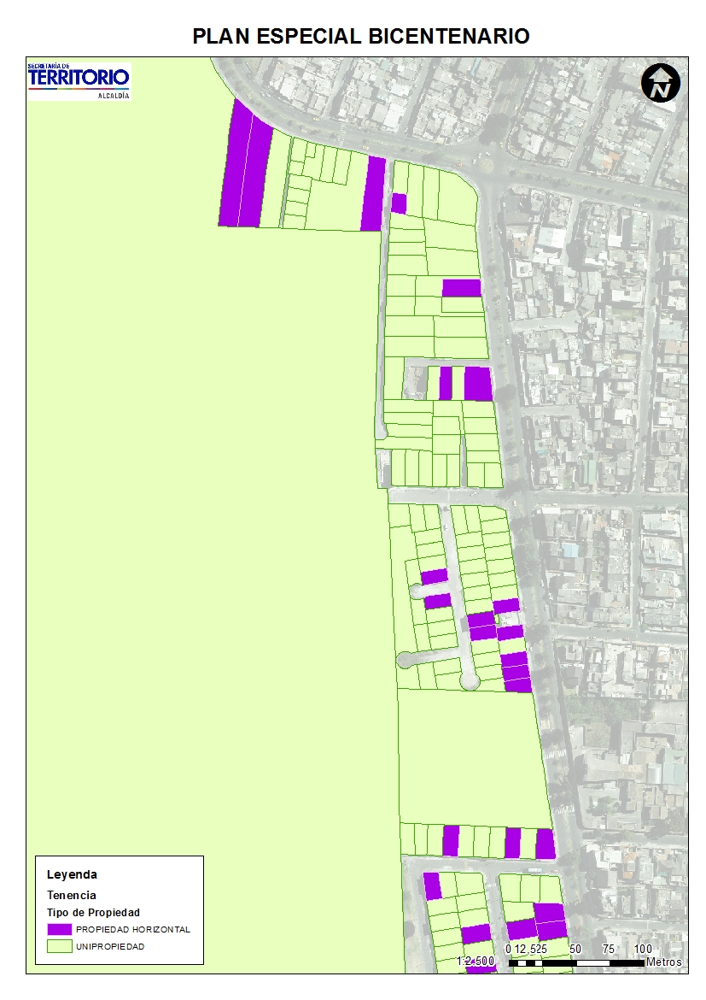 PLAN ESPECIAL BICENTENARIO
SECRETARÍA DE
TERRITORIO
ALCALDÍA
N
Leyenda
Tenencia
Tipo de Propiedad
PROPIEDAD HORIZONTAL
UNIPROPIEDAD
0 12,525 50 75 100
1:2.500 Metros